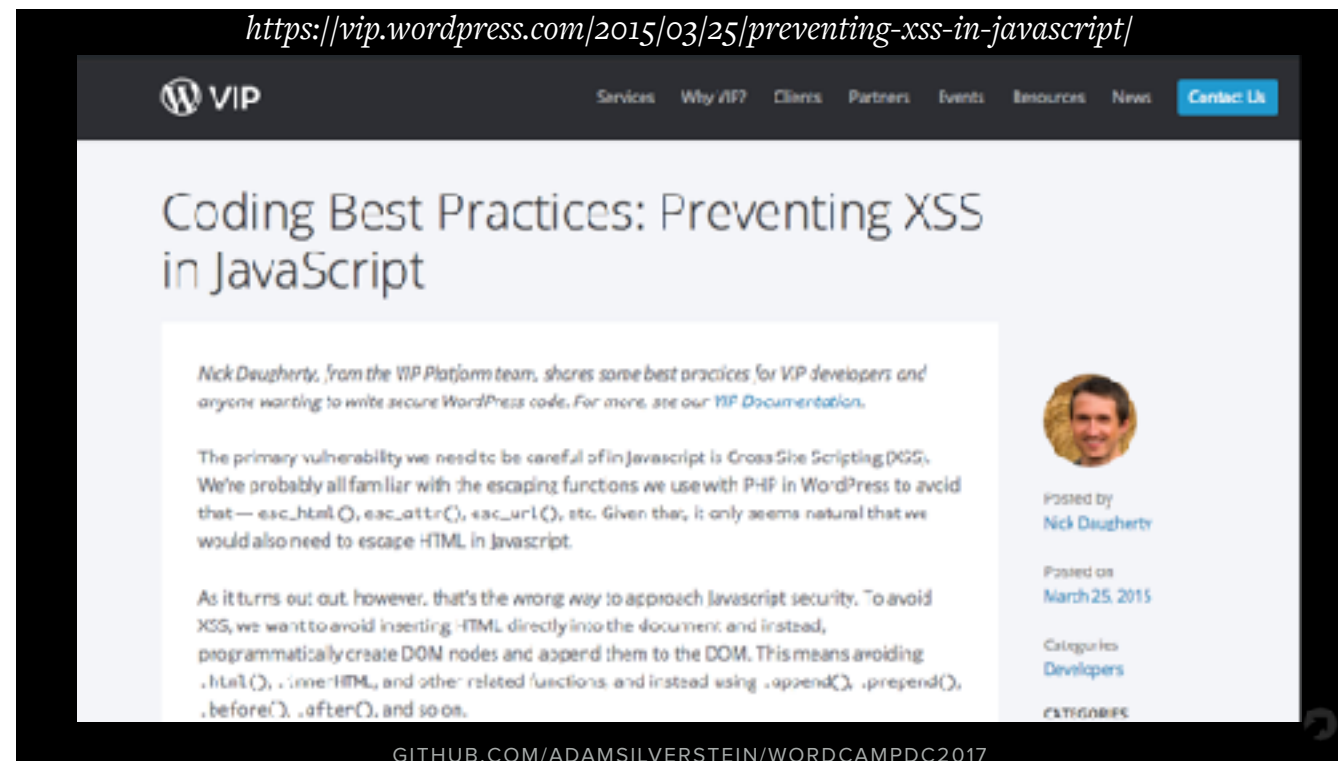 https://vip.wordpress.com/2015/03/25/preventing-xss-in-javascript/
VIP
Services Why VIP? Clients Partners Events Resources News Contact Us
Coding Best Practices: Preventing XSS
in JavaScript
Nick Daugherty, from the VIP Platform team, shares some best practices for VIP developers and
anyone wanting to write secure WordPress code. For more, see our VIP Documentation.
The primary vulnerability we need to be careful of in Javascript is Cross Site Scripting (XSS).
We're probably all familiar with the escaping functions we use with PHP in WordPress to avoid
that — esc_html(), esc_attr(), esc_url(), etc. Given that, it only seems natural that we
would also need to escape HTML in Javascript.
As it turns out out, however, that's the wrong way to approach Javascript security. To avoid
XSS, we want to avoid inserting HTML directly into the document and instead,
programmatically create DOM nodes and append them to the DOM. This means avoiding
.html(), .innerHTML, and other related functions, and instead using .append(), .prepend(),
.before(), .after(), and so on.
Posted by
Nick Daugherty
Posted on
March 25, 2015
Categories
Developers
CATEGORIES
GITHUB.COM/ADAMSILVERSTEIN/WORDCAMPDC2017